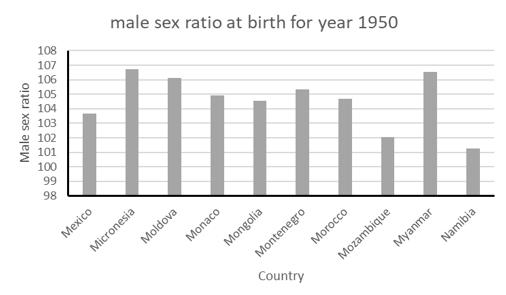 male sex ratio at birth for year 1950
Male sex ratio
108
107
106
105
104
103
102
101
100
99
98
Mexico
Micronesia
Moldova
Monaco
Mongolia
Montenegro
Morocco
Mozambique
Myanmar
Namibia
Country